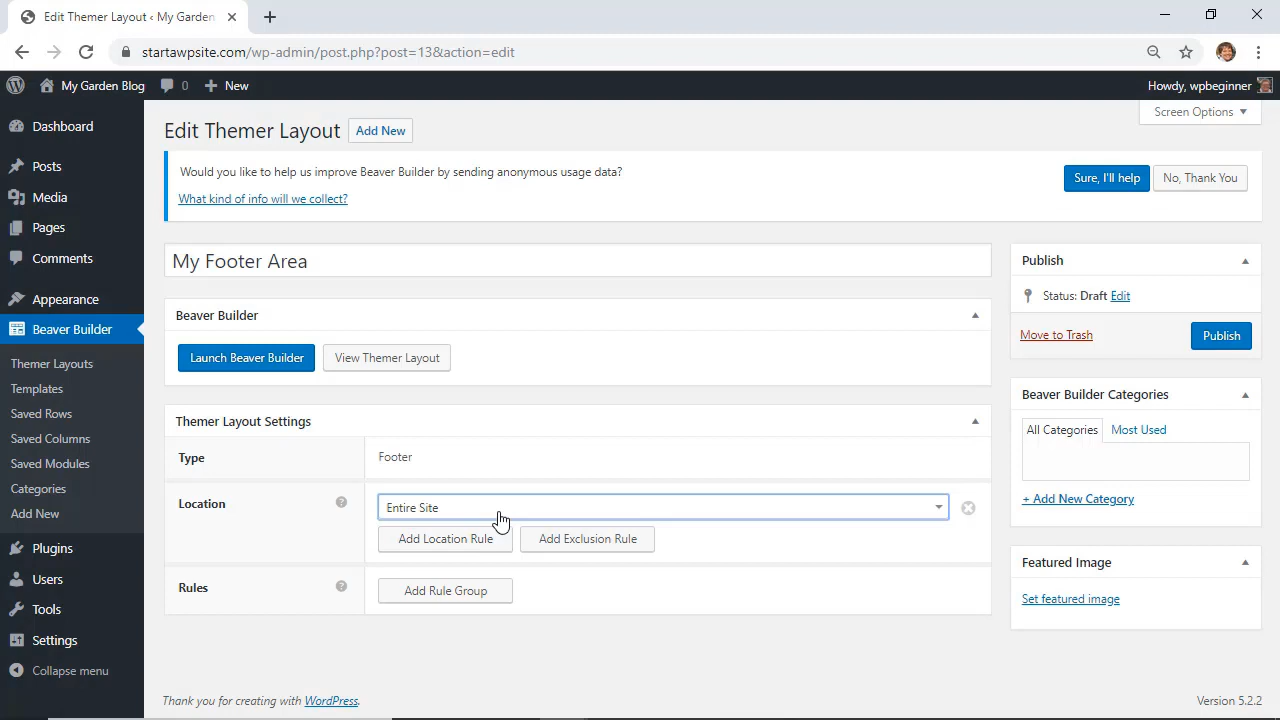 Edit Themer Layout ‹ My Garden
startawpsite.com/wp-admin/post.php?post=13&action=edit
My Garden Blog 0 New Howdy, wpbeginner
Screen Options
Dashboard
Posts
Media
Pages
Comments
Appearance
Beaver Builder
Themer Layouts
Templates
Saved Rows
Saved Columns
Saved Modules
Categories
Add New
Plugins
Users
Tools
Settings
Collapse menu
Edit Themer Layout Add New
Would you like to help us improve Beaver Builder by sending anonymous usage data?
What kind of info will we collect?
Sure, I'll help No, Thank You
My Footer Area
Beaver Builder
Launch Beaver Builder View Themer Layout
Themer Layout Settings
Type Footer
Location ? Entire Site
Add Location Rule Add Exclusion Rule
Rules ? Add Rule Group
Publish
Status: Draft Edit
Move to Trash Publish
Beaver Builder Categories
All Categories Most Used
+ Add New Category
Featured Image
Set featured image
Thank you for creating with WordPress. Version 5.2.2